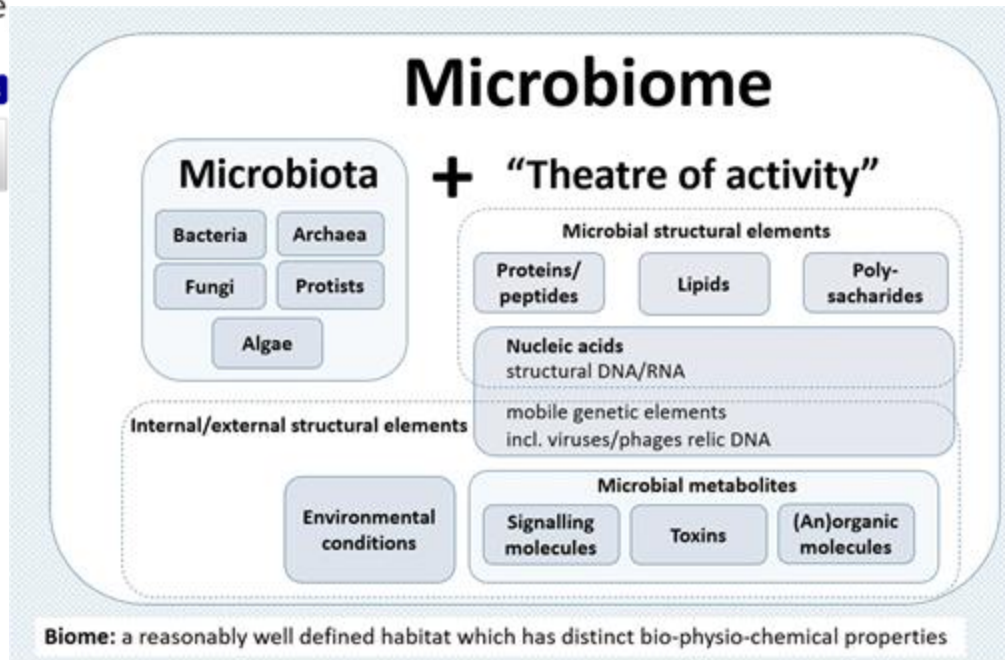 e
Microbiome
Microbiota + “Theatre of activity”
Bacteria
Archaea
Fungi
Protists
Algae
Microbial structural elements
Proteins/
peptides
Lipids
Poly-
sacharides
Nucleic acids
structural DNA/RNA
mobile genetic elements
incl. viruses/phages relic DNA
Internal/external structural elements
Environmental
conditions
Microbial metabolites
Signalling
molecules
Toxins
(An)organic
molecules
Biome: a reasonably well defined habitat which has distinct bio-physio-chemical properties